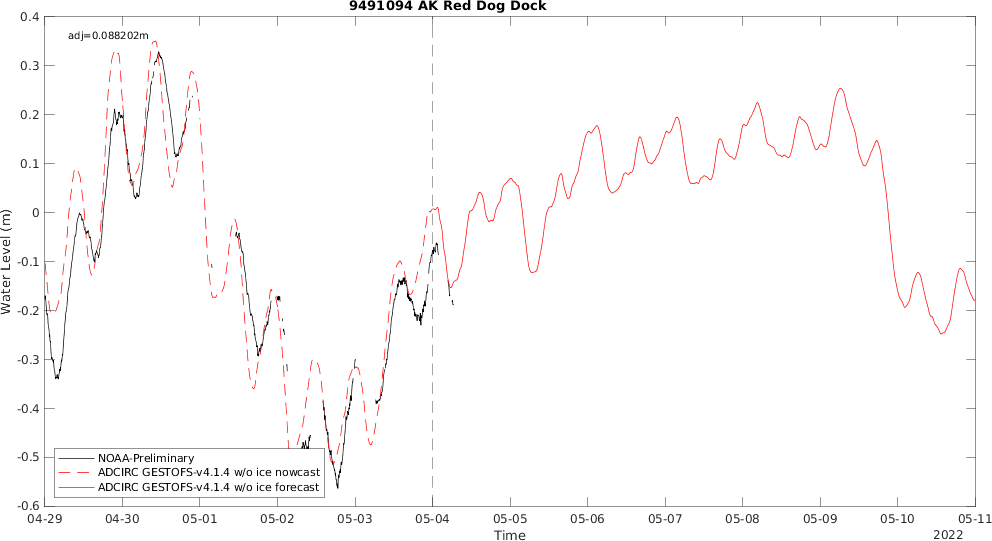 9491094 AK Red Dog Dock
adj=0.088202m
0.4
0.3
0.2
0.1
0
-0.1
-0.2
-0.3
-0.4
-0.5
-0.6
Water Level (m)
NOAA-Preliminary
ADCIRC GESTOFS-v4.1.4 w/o ice nowcast
ADCIRC GESTOFS-v4.1.4 w/o ice forecast
04-29 04-30 05-01 05-02 05-03 05-04 05-05 05-06 05-07 05-08 05-09 05-10 05-11
Time
2022